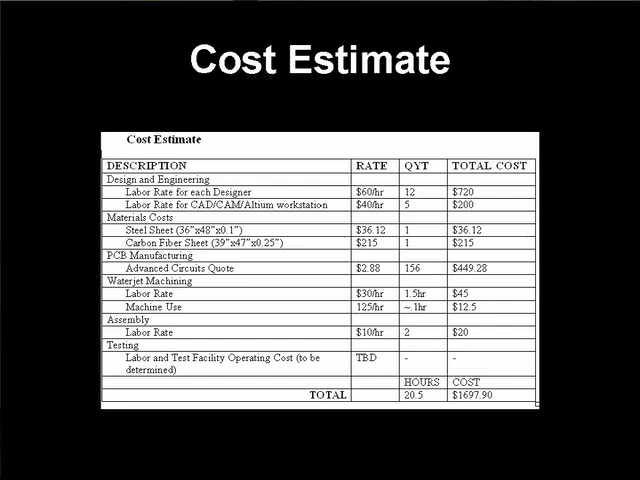 Cost Estimate
Cost Estimate
DESCRIPTION RATE QYT TOTAL COST
Design and Engineering
Labor Rate for each Designer $60/hr 12 $720
Labor Rate for CAD/CAM/Altium workstation $40/hr 5 $200
Materials Costs
Steel Sheet (36"x48"x0.1") $36.12 1 $36.12
Carbon Fiber Sheet (39"x47"x0.25") $215 1 $215
PCB Manufacturing
Advanced Circuits Quote $2.88 156 $449.28
Waterjet Machining
Labor Rate $30/hr 1.5hr $45
Machine Use 125/hr ~.1hr $12.5
Assembly
Labor Rate $10/hr 2 $20
Testing
Labor and Test Facility Operating Cost (to be TBD - -
determined)
HOURS COST
TOTAL 20.5 $1697.90